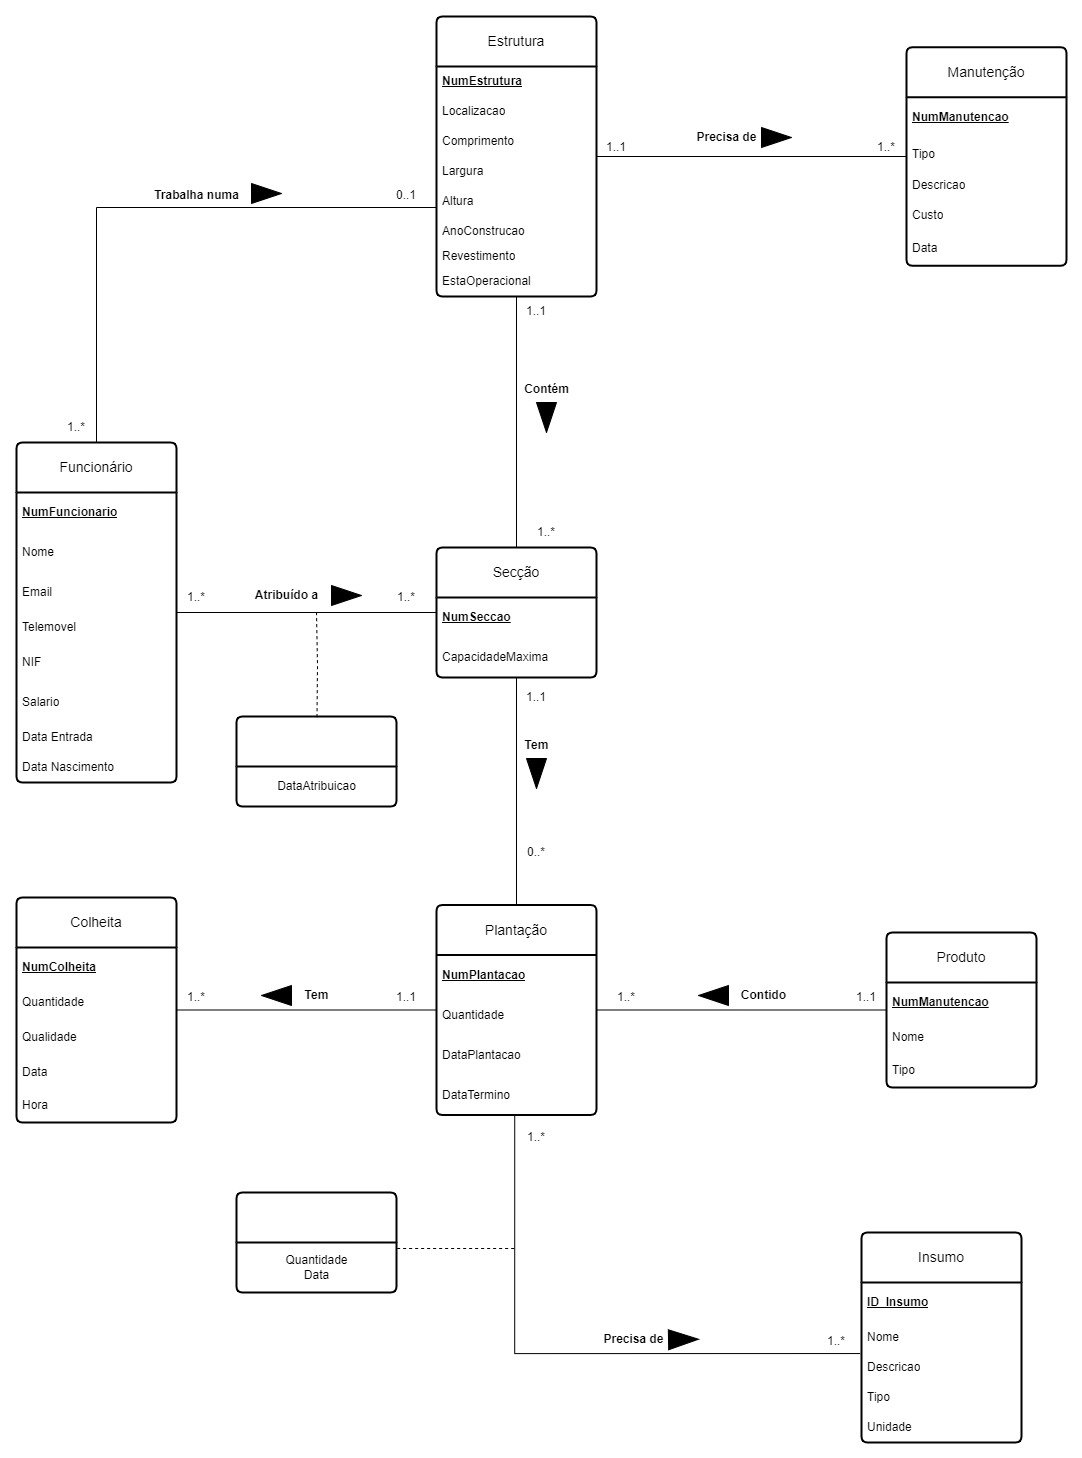 Estrutura
NumEstrutura
Localizacao
Comprimento
Largura
Altura
AnoConstrucao
Revestimento
EstaOperacional
Manutenção
NumManutencao
Tipo
Descricao
Custo
Data
1..1
Precisa de
1..*
Trabalha numa
0..1
1..*
1..1
Contém
1..*
Funcionário
NumFuncionario
Nome
Email
Telemovel
NIF
Salario
Data Entrada
Data Nascimento
1..*
Atribuído a
1..*
DataAtribuicao
Secção
NumSeccao
CapacidadeMaxima
1..1
Tem
0..*
Colheita
NumColheita
Quantidade
Qualidade
Data
Hora
1..*
Tem
1..1
Plantação
NumPlantacao
Quantidade
DataPlantacao
DataTermino
1..*
Contido
1..1
Produto
NumManutencao
Nome
Tipo
1..*
Quantidade
Data
Precisa de
1..*
Insumo
ID_Insumo
Nome
Descricao
Tipo
Unidade